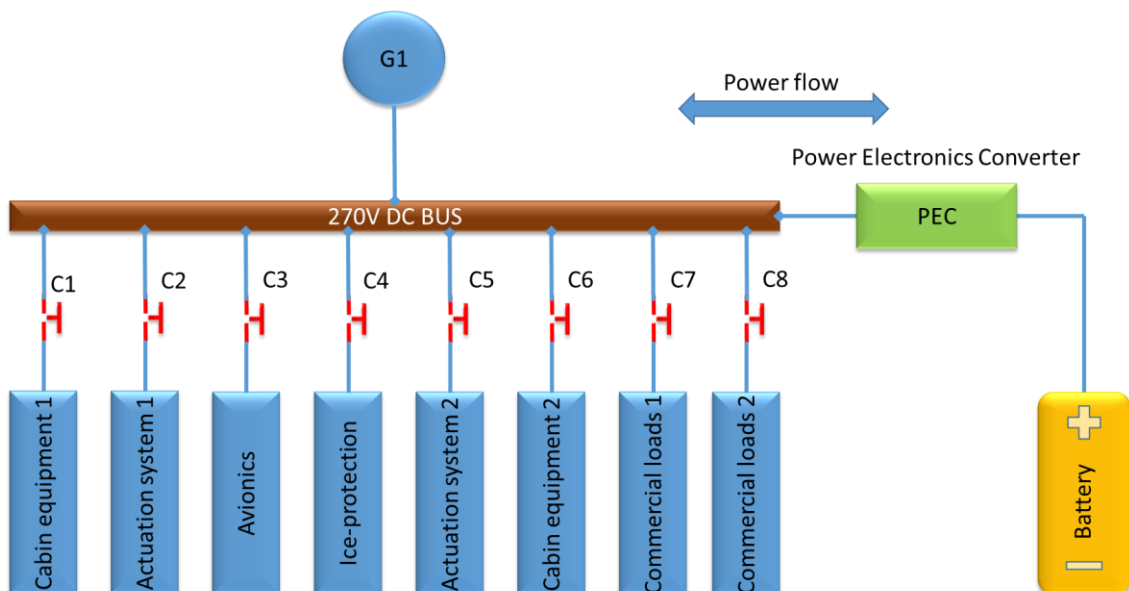 G1
Power flow
Power Electronics Converter
270V DC BUS
PEC
C1
C2
C3
C4
C5
C6
C7
C8
Cabin equipment 1
Actuation system 1
Avionics
Ice-protection
Actuation system 2
Cabin equipment 2
Commercial loads 1
Commercial loads 2
Battery